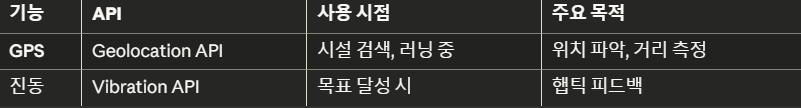 기능 API 사용 시점 주요 목적
GPS Geolocation API 시설 검색, 러닝 중 위치 파악, 거리 측정
진동 Vibration API 목표 달성 시 햅틱 피드백